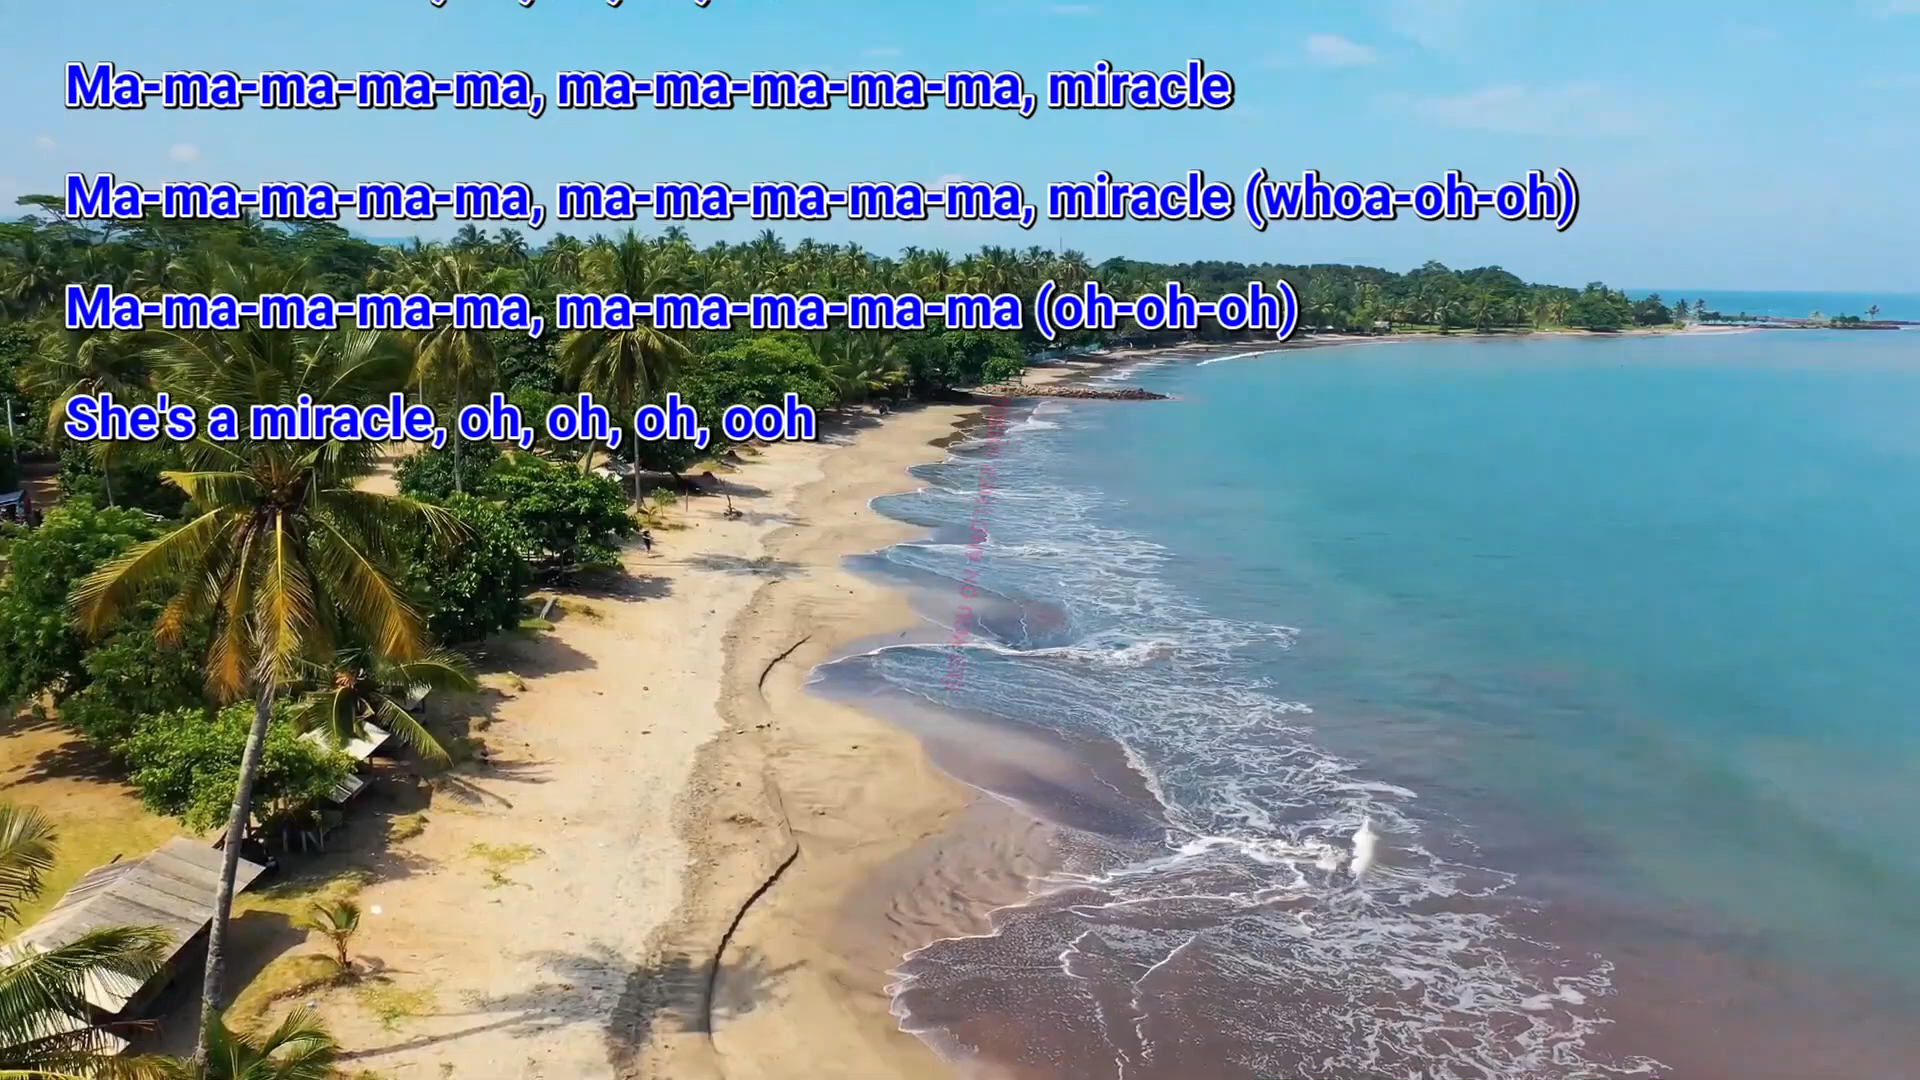 Ma-ma-ma-ma-ma, ma-ma-ma-ma-ma, miracle
Ma-ma-ma-ma-ma, ma-ma-ma-ma-ma, miracle (whoa-oh-oh)
Ma-ma-ma-ma-ma, ma-ma-ma-ma-ma (oh-oh-oh)
She's a miracle, oh, oh, oh, ooh